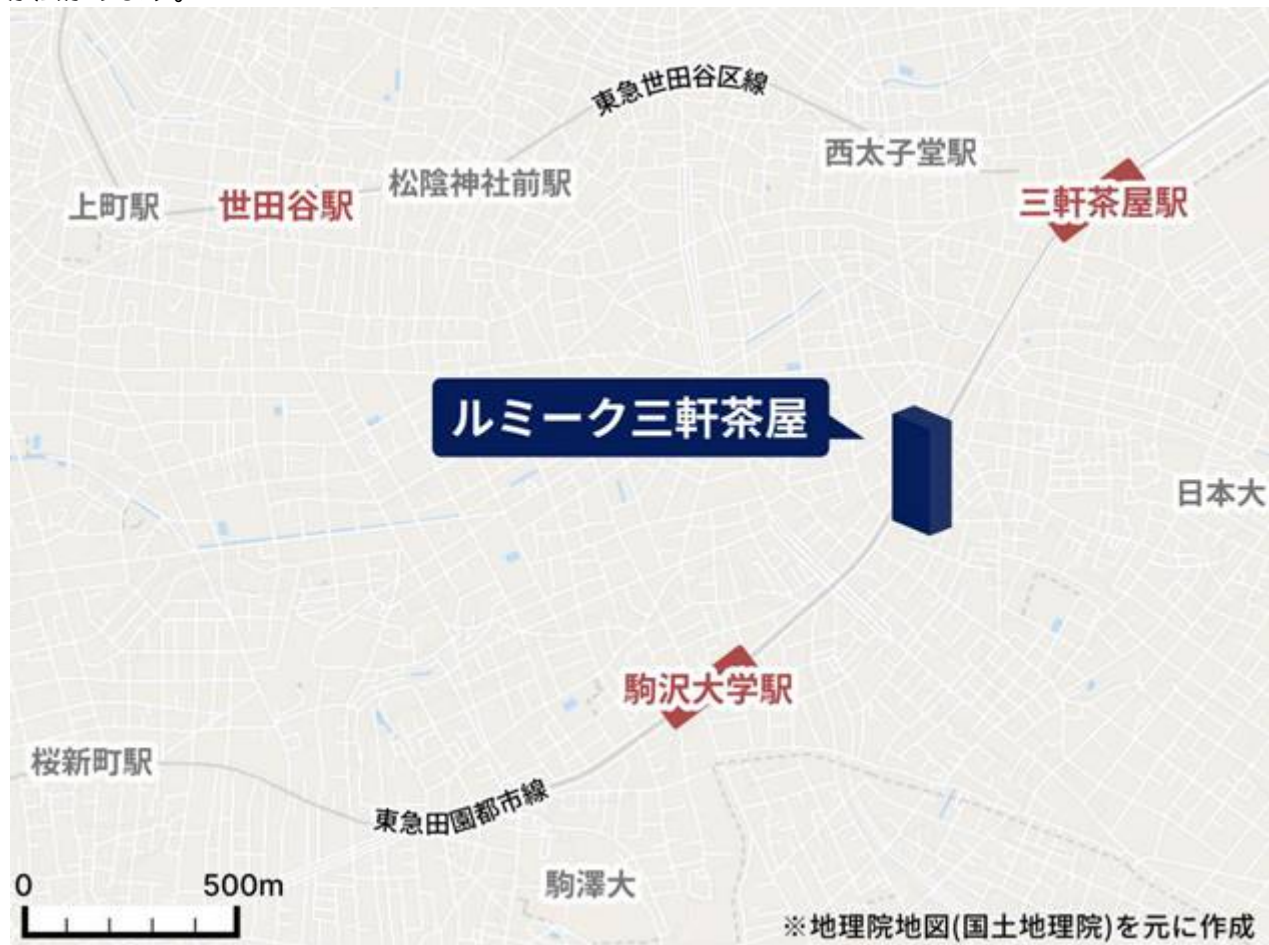 東急世田谷区線
西太子堂駅
松陰神社前駅
三軒茶屋駅
上町駅
世田谷駅
ルミーク三軒茶屋
日本大
駒沢大学駅
桜新町駅
東急田園都市線
駒澤大
0 500m
※地理院地図(国土地理院)を元に作成